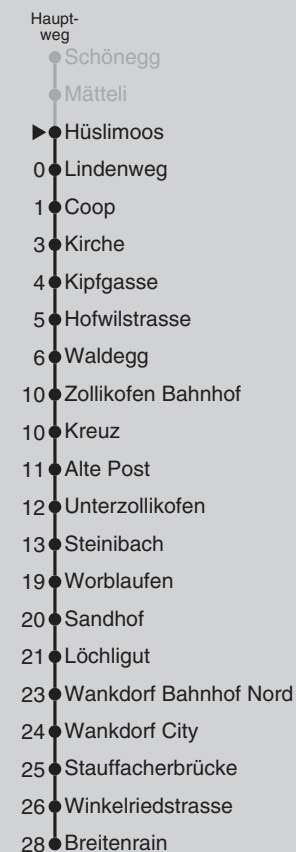 Haupt-
weg
Schönegg
Mätteli
Hüslimoos
0 Lindenweg
1 Coop
3 Kirche
4 Kipfgasse
5 Hofwilstrasse
6 Waldegg
10 Zollikofen Bahnhof
10 Kreuz
11 Alte Post
12 Unterzollikofen
13 Steinibach
19 Worblaufen
20 Sandhof
21 Löchligut
23 Wankdorf Bahnhof Nord
24 Wankdorf City
25 Stauffacherbrücke
26 Winkelriedstrasse
28 Breitenrain